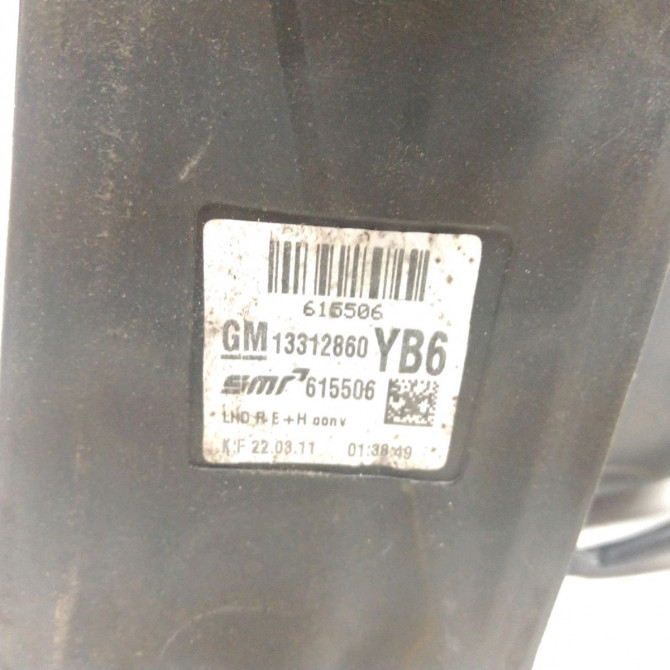 615506
GM 13312860 YB6
SMR 615506
LHD R E+H conv
K:F 22.03.11 01:38:49